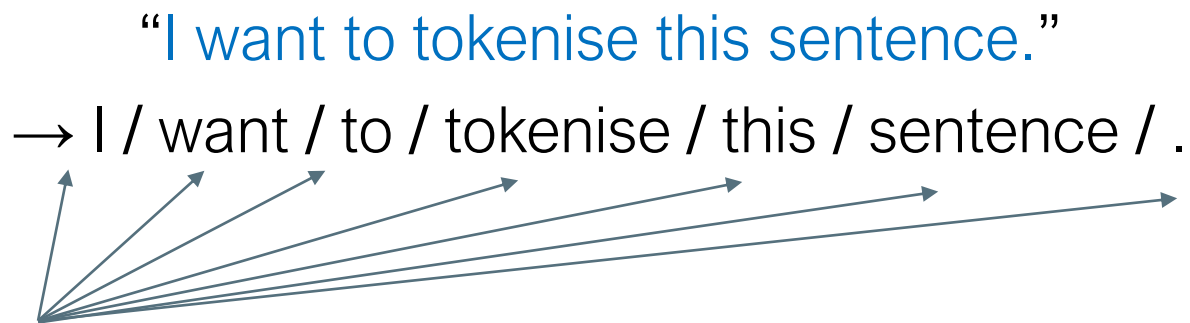 “I want to tokenise this sentence.”
→ I / want / to / tokenise / this / sentence / .